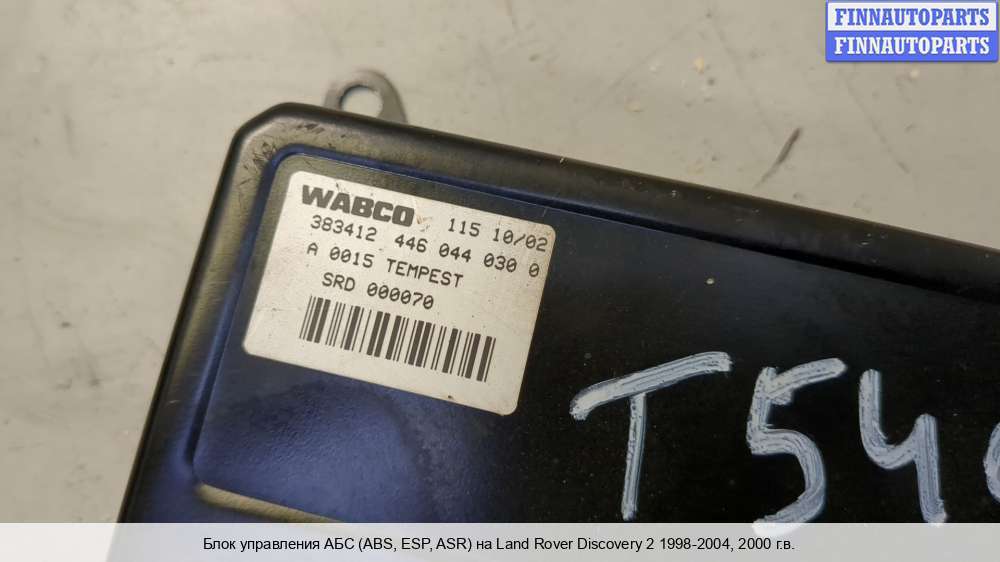 FINNAUTOPARTS
FINNAUTOPARTS
WABCO 115 10/02
383412 446 044 030 0
A 0015 TEMPEST
SRD 000070
T54
Блок управления АБС (ABS, ESP, ASR) на Land Rover Discovery 2 1998-2004, 2000 г.в.